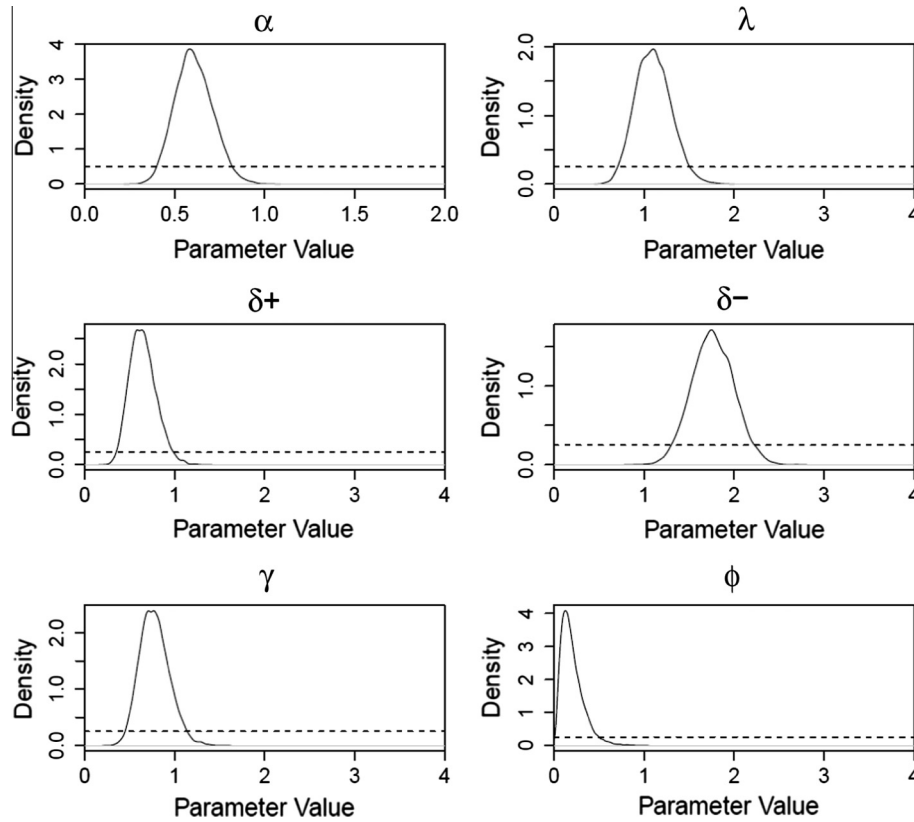 α
Density
0 1 2 3 4
0.0 0.5 1.0 1.5 2.0
Parameter Value
λ
Density
0.0 1.0 2.0
0 1 2 3 4
Parameter Value
δ+
Density
0.0 1.0 2.0
0 1 2 3 4
Parameter Value
δ−
Density
0.0 1.0
0 1 2 3 4
Parameter Value
γ
Density
0.0 1.0 2.0
0 1 2 3 4
Parameter Value
ϕ
Density
0 1 2 3 4
0 1 2 3 4
Parameter Value